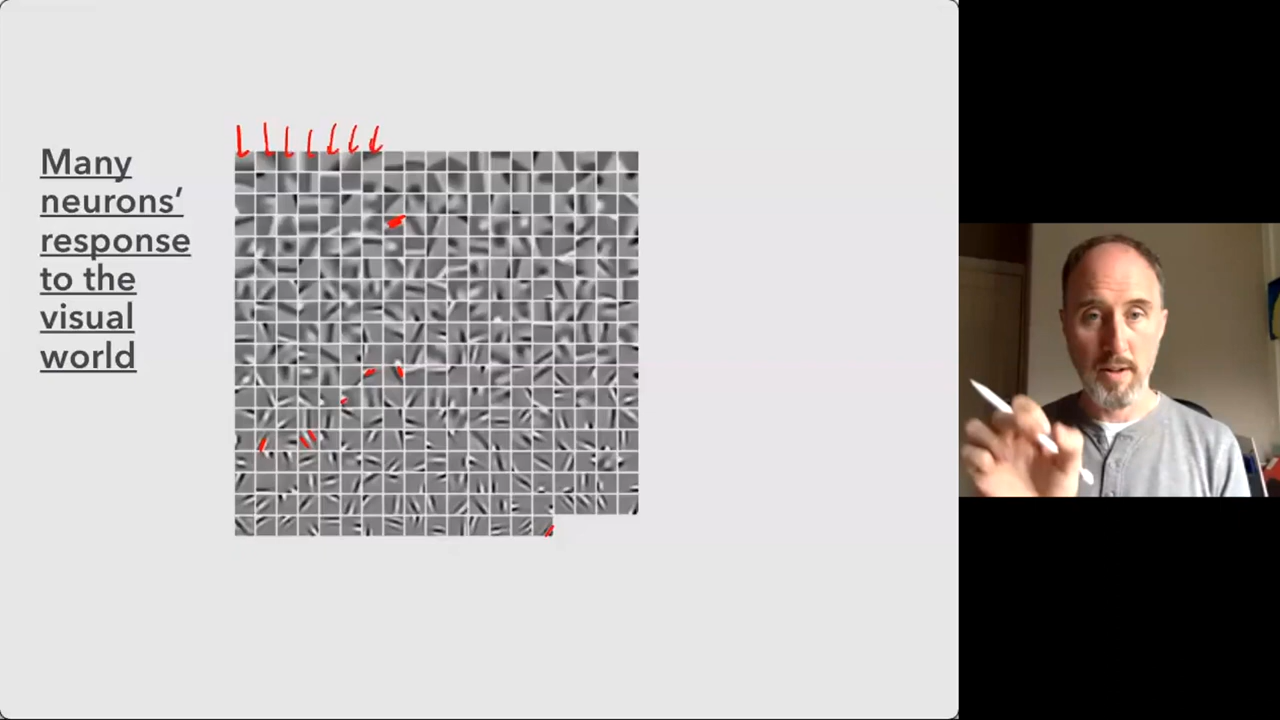 Many
neurons’
response
to the
visual
world